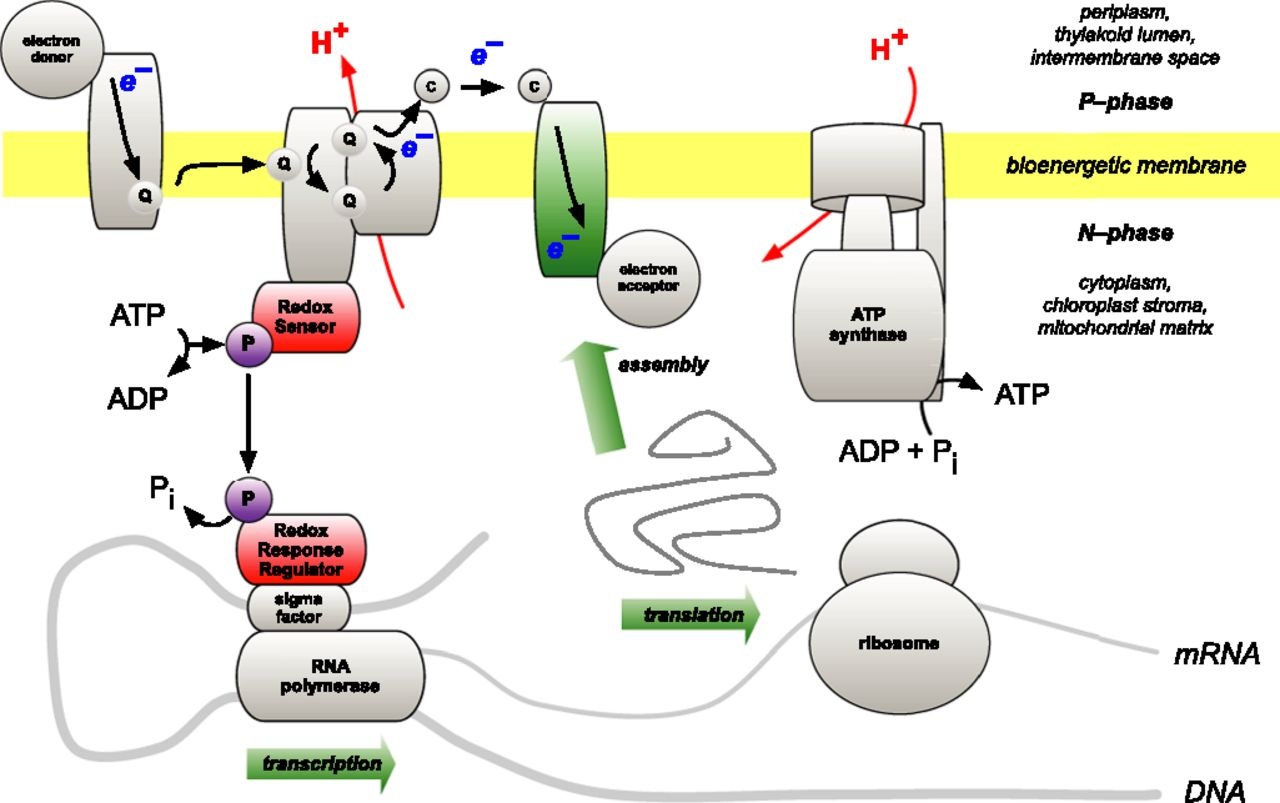 electron
donor
e–
Q
H+
Q
Q
Q
e–
c
e–
c
e–
electron
acceptor
H+
periplasm,
thylakoid lumen,
intermembrane space
P–phase
bioenergetic membrane
N–phase
cytoplasm,
chloroplast stroma,
mitochondrial matrix
ATP
synthase
ATP
ADP + Pi
Redox
Sensor
P
ATP
ADP
P
Pi
Redox
Response
Regulator
sigma
factor
RNA
polymerase
transcription
assembly
translation
ribosome
mRNA
DNA